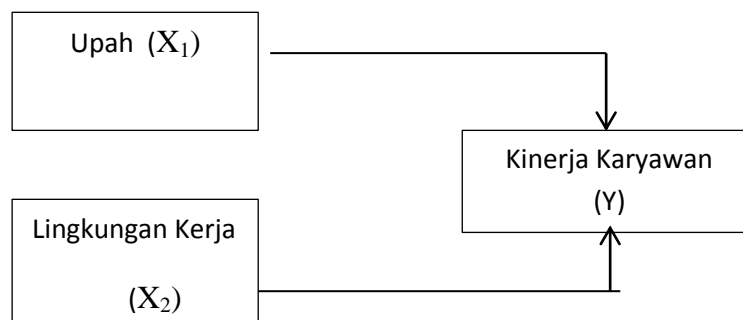 Upah (X₁)
Kinerja Karyawan
(Y)
Lingkungan Kerja
(X₂)